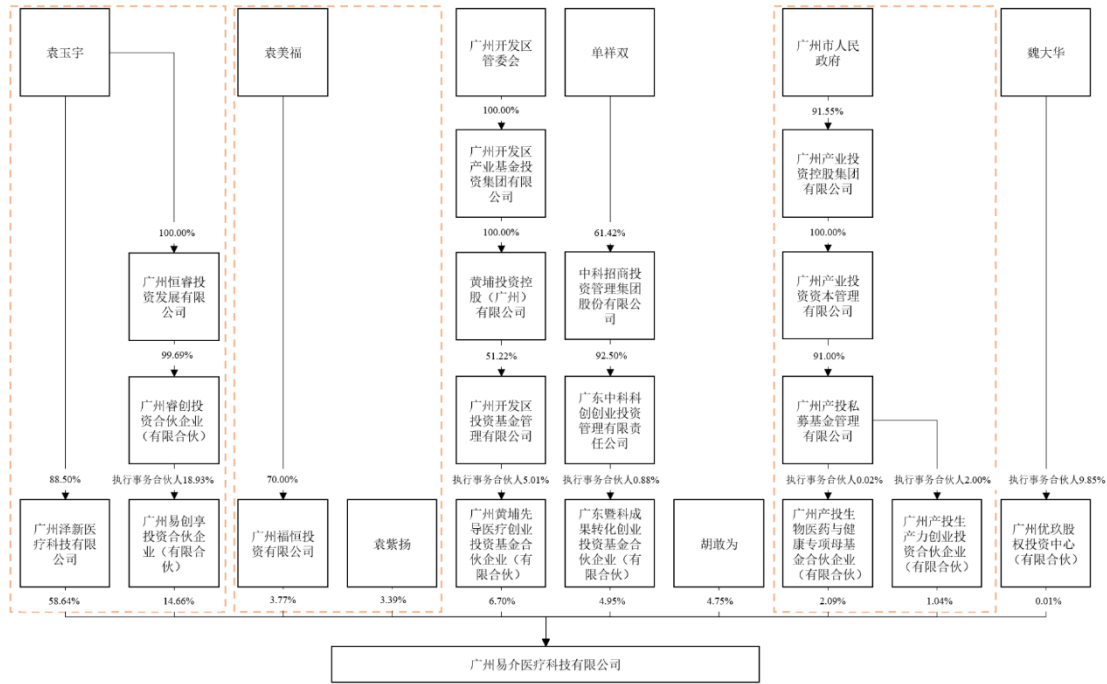 袁玉宇
袁美福
广州开发区
管委会
单祥双
广州市人民
政府
魏大华
100.00%
91.55%
广州开发区
产业基金投
资集团有限
公司
广州产业投
资控股集团
有限公司
100.00%
100.00%
61.42%
100.00%
广州恒睿投
资发展有限
公司
黄埔投资控
股（广州）
有限公司
中科招商投
资管理集团
股份有限公
司
广州产业投
资资本管理
有限公司
99.69%
51.22%
92.50%
91.00%
广州睿创投
资合伙企业
（有限合伙）
广州开发区
投资基金管
理有限公司
广东中科科
创创业投资
管理有限责
任公司
广州产投私
募基金管理
有限公司
88.50%
执行事务合伙人18.93%
70.00%
执行事务合伙人5.01%
执行事务合伙人0.88%
执行事务合伙人0.02%
执行事务合伙人2.00%
执行事务合伙人9.85%
广州泽新医
疗科技有限
公司
广州易创享
投资合伙企
业（有限合
伙）
广州福恒投
资有限公司
袁紫扬
广州黄埔先
导医疗创业
投资基金合
伙企业（有
限合伙）
广东暨科成
果转化创业
投资基金合
伙企业（有
限合伙）
胡敢为
广州产投生
物医药与健
康专项母基
金合伙企业
（有限合伙）
广州产投生
产力创业投
资合伙企业
（有限合伙）
广州优玖股
权投资中心
（有限合伙）
58.64%
14.66%
3.77%
3.39%
6.70%
4.95%
4.75%
2.09%
1.04%
0.01%
广州易介医疗科技有限公司